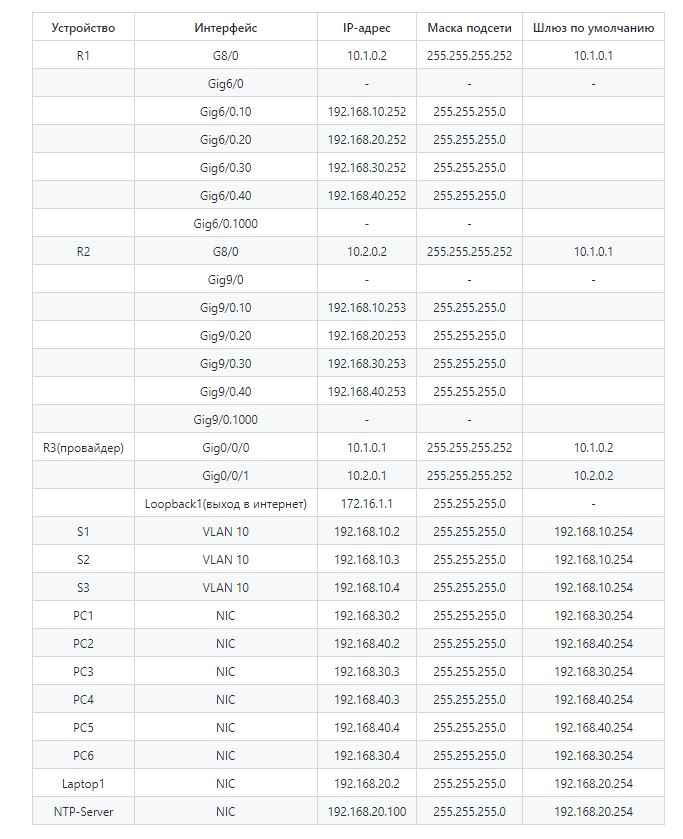 Устройство Интерфейс IP-адрес Маска подсети Шлюз по умолчанию
R1 G8/0 10.1.0.2 255.255.255.252 10.1.0.1
Gig6/0 - - -
Gig6/0.10 192.168.10.252 255.255.255.0
Gig6/0.20 192.168.20.252 255.255.255.0
Gig6/0.30 192.168.30.252 255.255.255.0
Gig6/0.40 192.168.40.252 255.255.255.0
Gig6/0.1000 - -
R2 G8/0 10.2.0.2 255.255.255.252 10.1.0.1
Gig9/0 - - -
Gig9/0.10 192.168.10.253 255.255.255.0
Gig9/0.20 192.168.20.253 255.255.255.0
Gig9/0.30 192.168.30.253 255.255.255.0
Gig9/0.40 192.168.40.253 255.255.255.0
Gig9/0.1000 - -
R3(провайдер) Gig0/0/0 10.1.0.1 255.255.255.252 10.1.0.2
Gig0/0/1 10.2.0.1 255.255.255.252 10.2.0.2
Loopback1(выход в интернет) 172.16.1.1 255.255.255.0 -
S1 VLAN 10 192.168.10.2 255.255.255.0 192.168.10.254
S2 VLAN 10 192.168.10.3 255.255.255.0 192.168.10.254
S3 VLAN 10 192.168.10.4 255.255.255.0 192.168.10.254
PC1 NIC 192.168.30.2 255.255.255.0 192.168.30.254
PC2 NIC 192.168.40.2 255.255.255.0 192.168.40.254
PC3 NIC 192.168.30.3 255.255.255.0 192.168.30.254
PC4 NIC 192.168.40.3 255.255.255.0 192.168.40.254
PC5 NIC 192.168.40.4 255.255.255.0 192.168.40.254
PC6 NIC 192.168.30.4 255.255.255.0 192.168.30.254
Laptop1 NIC 192.168.20.2 255.255.255.0 192.168.20.254
NTP-Server NIC 192.168.20.100 255.255.255.0 192.168.20.254